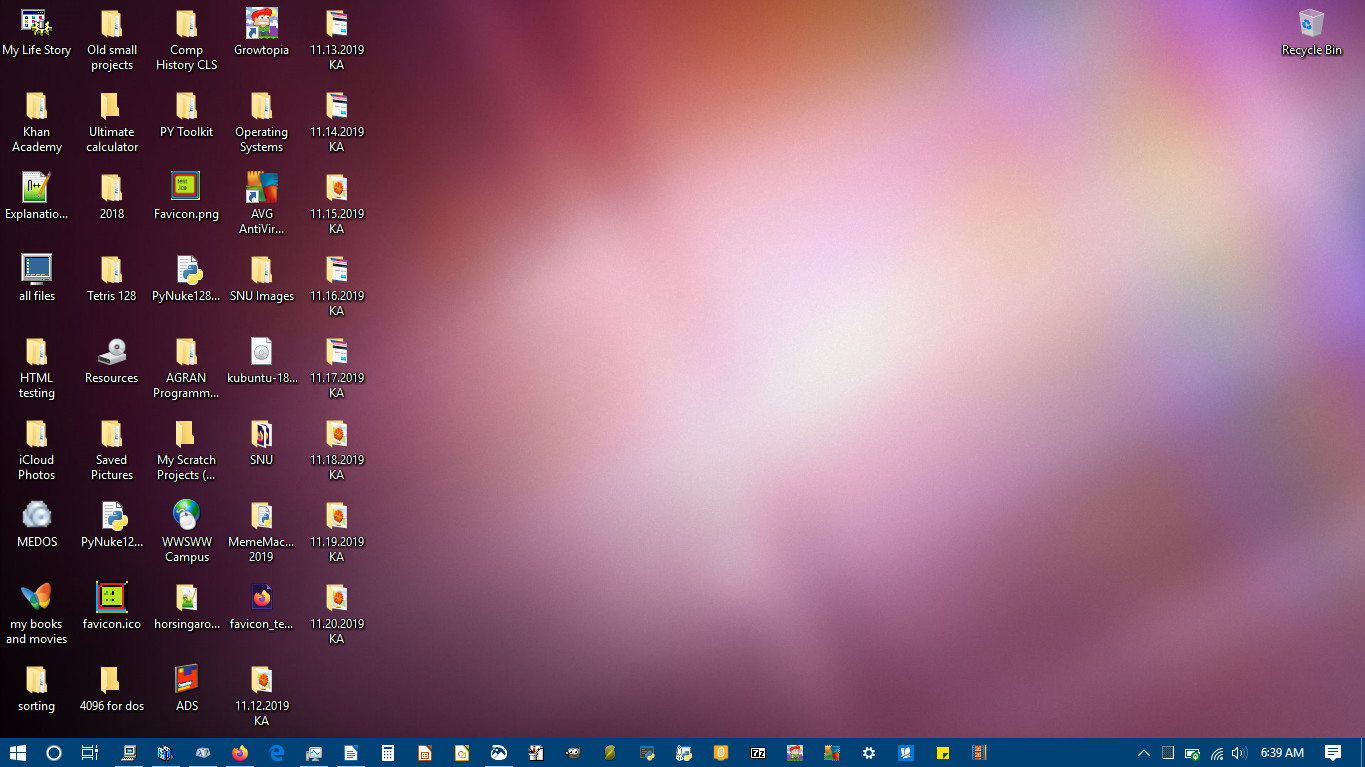 My Life Story
Old small
projects
Comp
History CLS
Growtopia
11.13.2019
KA
Recycle Bin
Khan
Academy
Ultimate
calculator
PY Toolkit
Operating
Systems
11.14.2019
KA
Explanatio...
2018
Favicon.png
AVG
AntiVir...
11.15.2019
KA
all files
Tetris 128
PyNuke128...
SNU Images
11.16.2019
KA
HTML
testing
Resources
AGRAN
Programm...
kubuntu-18...
11.17.2019
KA
iCloud
Photos
Saved
Pictures
My Scratch
Projects (...
SNU
11.18.2019
KA
MEDOS
PyNuke12...
WWSWW
Campus
MemeMac...
2019
11.19.2019
KA
my books
and movies
favicon.ico
horsingaro...
favicon_te...
11.20.2019
KA
sorting
4096 for dos
ADS
11.12.2019
KA
7z
6:39 AM